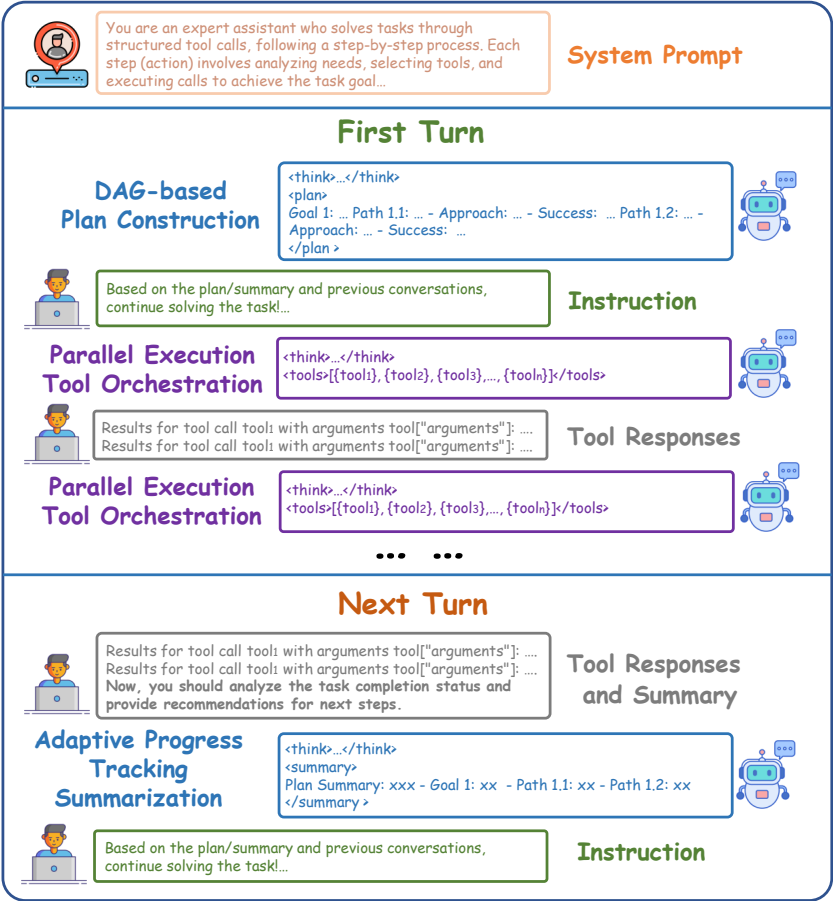 You are an expert assistant who solves tasks through
structured tool calls, following a step-by-step process. Each
step (action) involves analyzing needs, selecting tools, and
executing calls to achieve the task goal…
System Prompt
First Turn
DAG-based
Plan Construction
<think>…</think>
<plan>
Goal 1: … Path 1.1: … - Approach: … - Success: … Path 1.2: … -
Approach: … - Success: …
</plan >
Based on the plan/summary and previous conversations,
continue solving the task!…
Instruction
Parallel Execution
Tool Orchestration
<think>…</think>
<tools>[{tool1}, {tool2}, {tool3},…, {tooln}]</tools>
Results for tool call tool1 with arguments tool["arguments"]: ….
Results for tool call tool1 with arguments tool["arguments"]: ….
Tool Responses
Parallel Execution
Tool Orchestration
<think>…</think>
<tools>[{tool1}, {tool2}, {tool3},…, {tooln}]</tools>
… …
Next Turn
Results for tool call tool1 with arguments tool["arguments"]: ….
Results for tool call tool1 with arguments tool["arguments"]: ….
Now, you should analyze the task completion status and
provide recommendations for next steps.
Tool Responses
and Summary
Adaptive Progress
Tracking
Summarization
<think>…</think>
<summary>
Plan Summary: xxx - Goal 1: xx - Path 1.1: xx - Path 1.2: xx
</summary >
Based on the plan/summary and previous conversations,
continue solving the task!…
Instruction